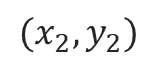 (x₂, y₂)